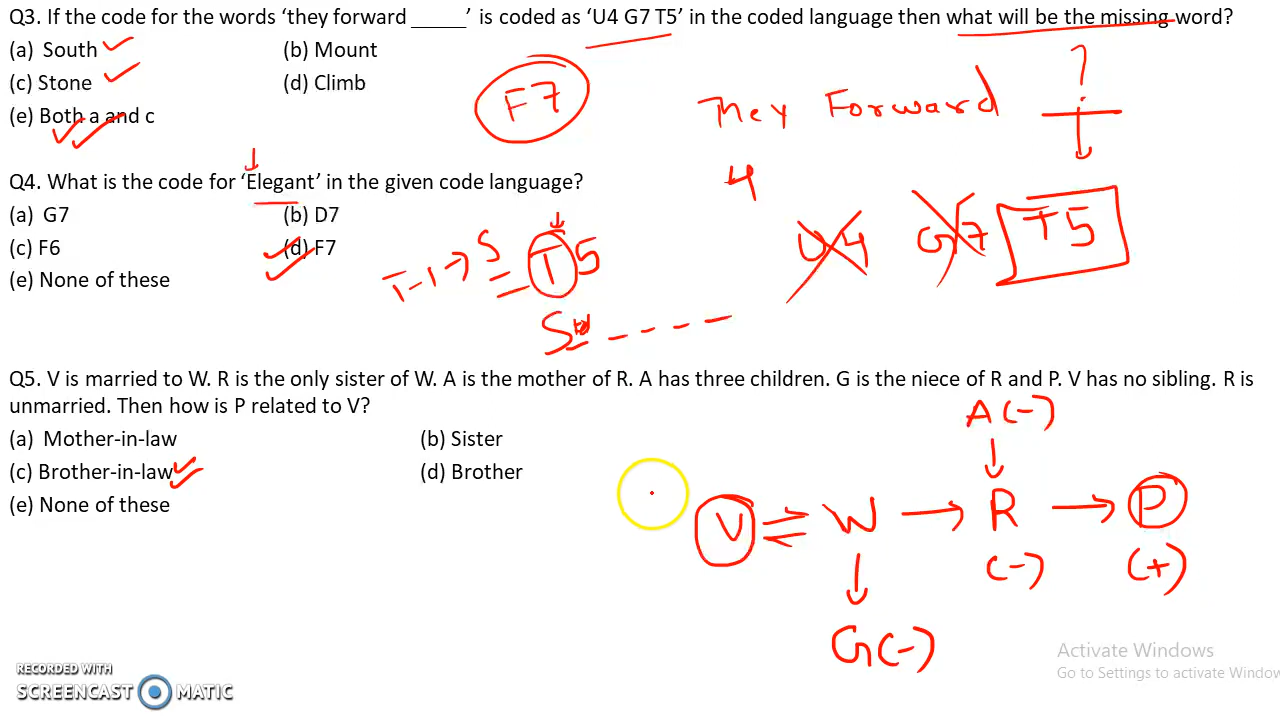 Q3. If the code for the words ‘they forward _____’ is coded as ‘U4 G7 T5’ in the coded language then what will be the missing word?
(a) South (b) Mount
(c) Stone (d) Climb
(e) Both a and c
F7
They Forward ?
4
U4 G7 T5
Q4. What is the code for ‘Elegant’ in the given code language?
(a) G7 (b) D7
(c) F6 (d) F7
(e) None of these
T-1→ S T5
S
Q5. V is married to W. R is the only sister of W. A is the mother of R. A has three children. G is the niece of R and P. V has no sibling. R is
unmarried. Then how is P related to V?
(a) Mother-in-law (b) Sister
(c) Brother-in-law (d) Brother
(e) None of these
A(-)
V W R P
(-) (+)
G(-)
Activate Windows
Go to Settings to activate Window
RECORDED WITH
SCREENCAST MATIC